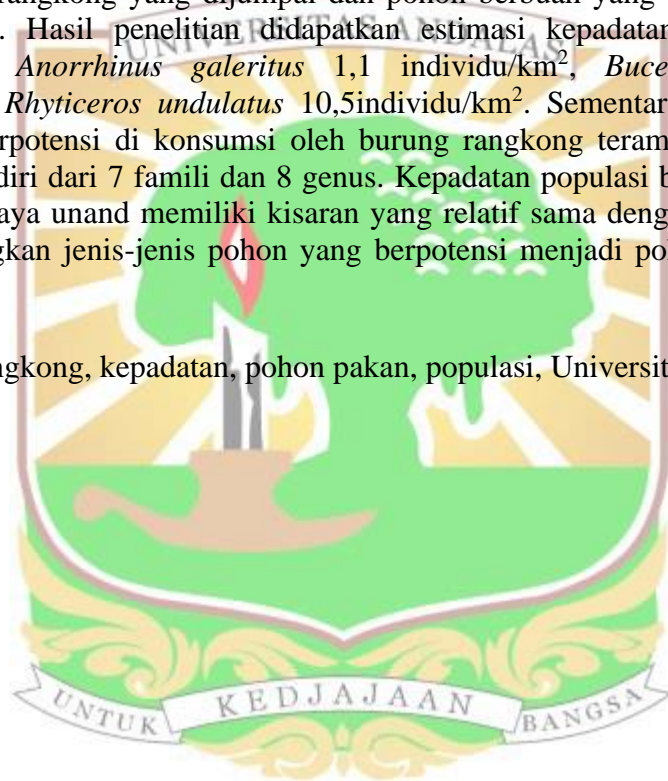 rangkong yang dijumpai dan pohon berbuah yang
. Hasil penelitian didapatkan estimasi kepadatan
Anorrhinus galeritus 1,1 individu/km², Buce
Rhyticeros undulatus 10,5individu/km². Sementar
rpotensi di konsumsi oleh burung rangkong teram
diri dari 7 famili dan 8 genus. Kepadatan populasi b
aya unand memiliki kisaran yang relatif sama deng
gkan jenis-jenis pohon yang berpotensi menjadi po
ngkong, kepadatan, pohon pakan, populasi, Universit
UNIVERSITAS ANDALAS
UNTUK KEDJAJAAN BANGSA